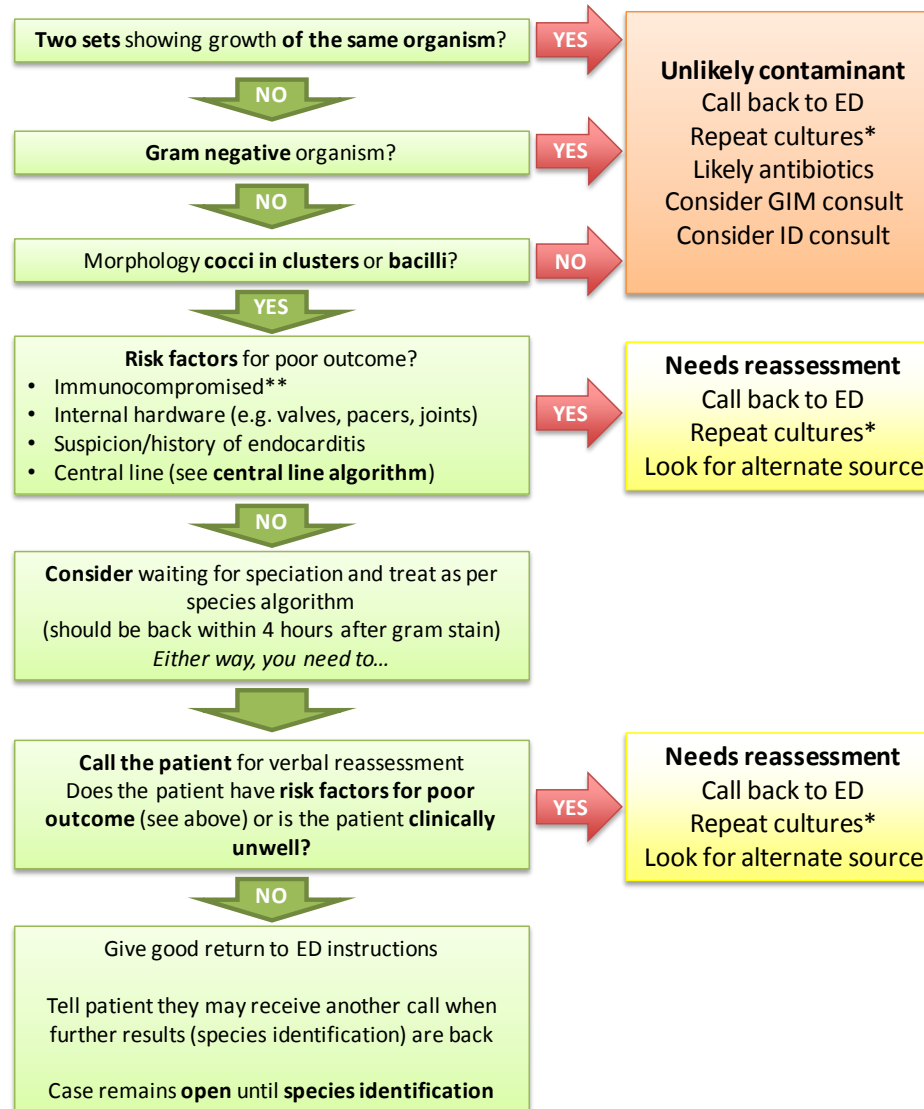 Two sets showing growth of the same organism?
YES
Unlikely contaminant
Call back to ED
Repeat cultures*
Likely antibiotics
Consider GIM consult
Consider ID consult
NO
Gram negative organism?
YES
NO
Morphology cocci in clusters or bacilli?
NO
YES
Risk factors for poor outcome?
• Immunocompromised**
• Internal hardware (e.g. valves, pacers, joints)
• Suspicion/history of endocarditis
• Central line (see central line algorithm)
YES
Needs reassessment
Call back to ED
Repeat cultures*
Look for alternate source
NO
Consider waiting for speciation and treat as per
species algorithm
(should be back within 4 hours after gram stain)
Either way, you need to...
Call the patient for verbal reassessment
Does the patient have risk factors for poor
outcome (see above) or is the patient clinically
unwell?
YES
Needs reassessment
Call back to ED
Repeat cultures*
Look for alternate source
NO
Give good return to ED instructions
Tell patient they may receive another call when
further results (species identification) are back
Case remains open until species identification